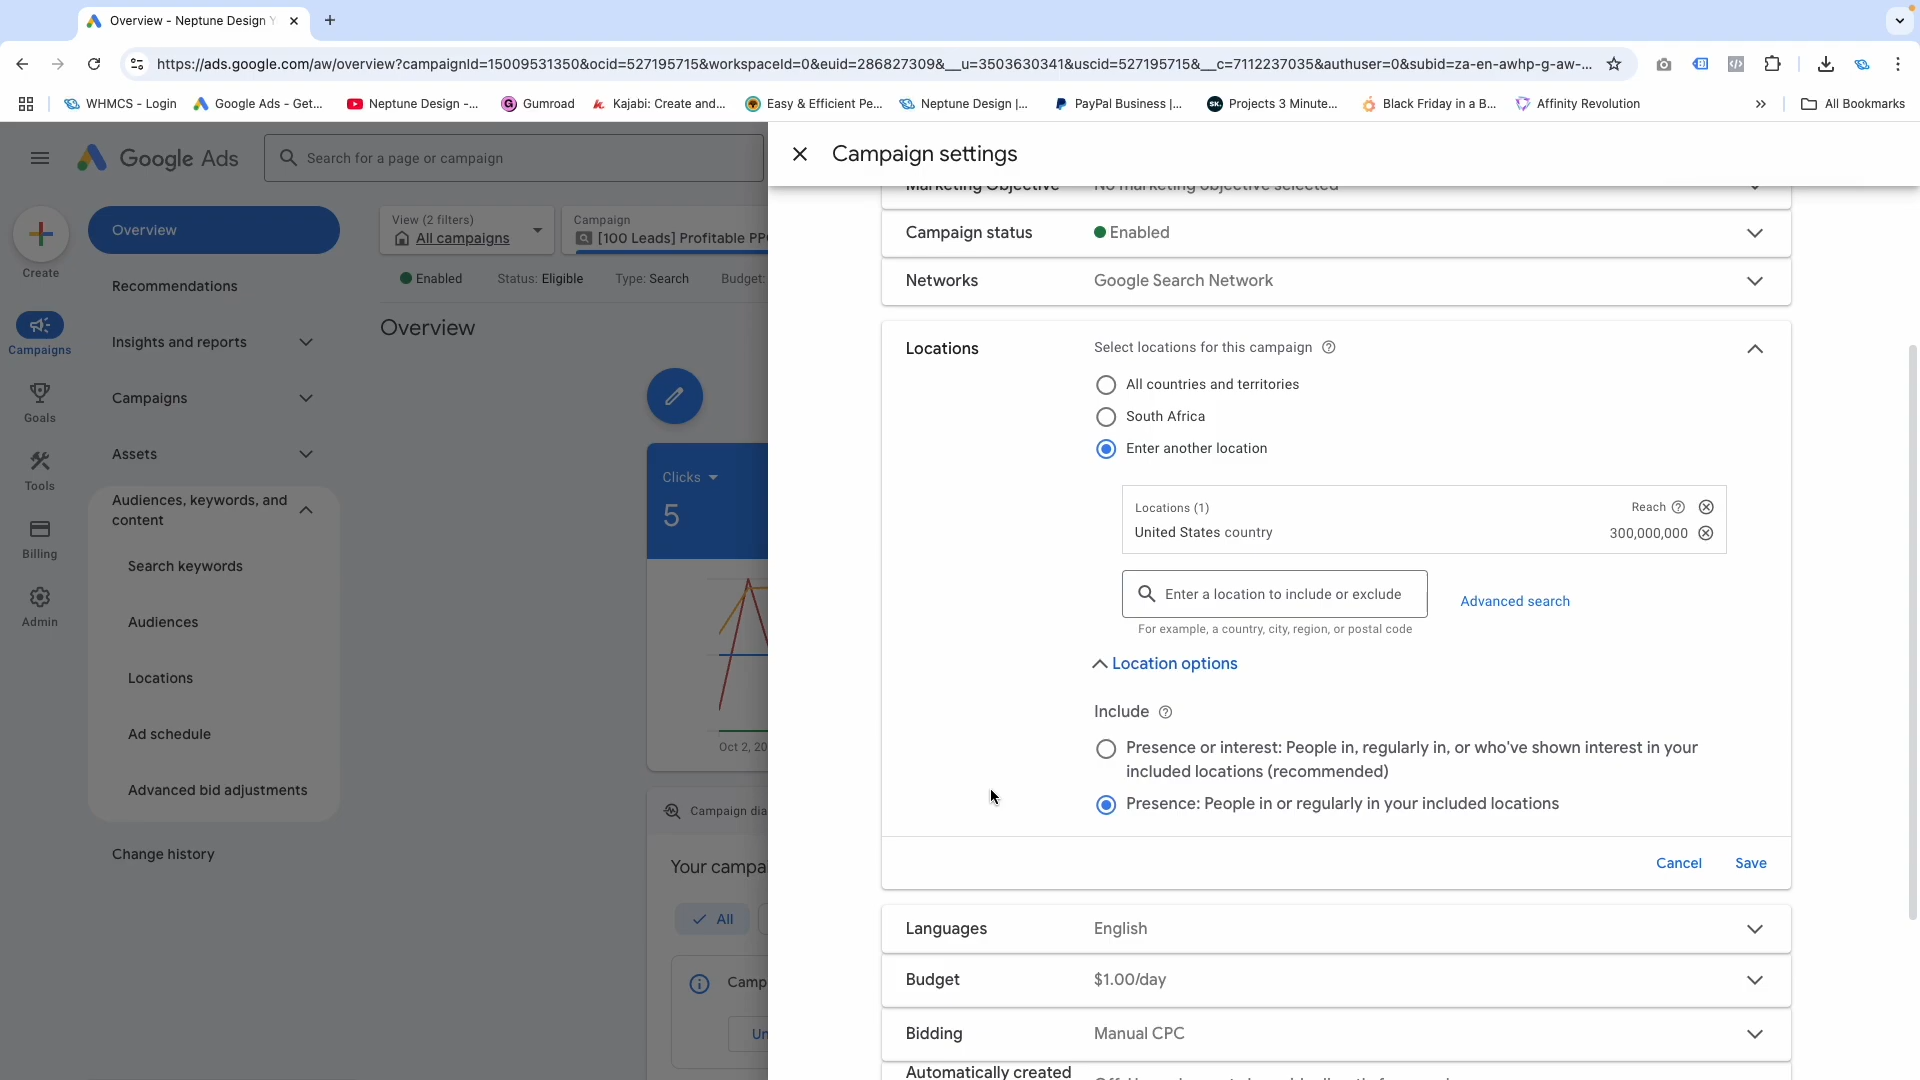 Overview - Neptune Design
https://ads.google.com/aw/overview?campaignId=15009531350&ocid=527195715&workspaceId=0&euid=286827309&__u=3503630341&uscid=527195715&__c=7112237035&authuser=0&subid=za-en-awhp-g-aw-...
WHMCS - Login
Google Ads - Get...
Neptune Design -...
Gumroad
Kajabi: Create and...
Easy & Efficient Pe...
Neptune Design |...
PayPal Business |...
Projects 3 Minute...
Black Friday in a B...
Affinity Revolution
»
All Bookmarks
Google Ads
Search for a page or campaign
Campaign settings
Create
Campaigns
Goals
Tools
Billing
Admin
Overview
Recommendations
Insights and reports
Campaigns
Assets
Audiences, keywords, and
content
Search keywords
Audiences
Locations
Ad schedule
Advanced bid adjustments
Change history
View (2 filters)
All campaigns
Campaign
[100 Leads] Profitable PP
Enabled
Status: Eligible
Type: Search
Budget:
Overview
Clicks
5
Oct 2, 20
Campaign dia
Your campa
All
Camp
Un
Marketing Objective
No marketing objective selected
Campaign status
Enabled
Networks
Google Search Network
Locations
Select locations for this campaign
All countries and territories
South Africa
Enter another location
Locations (1)
Reach
United States country
300,000,000
Enter a location to include or exclude
Advanced search
For example, a country, city, region, or postal code
Location options
Include
Presence or interest: People in, regularly in, or who've shown interest in your
included locations (recommended)
Presence: People in or regularly in your included locations
Cancel
Save
Languages
English
Budget
$1.00/day
Bidding
Manual CPC
Automatically created